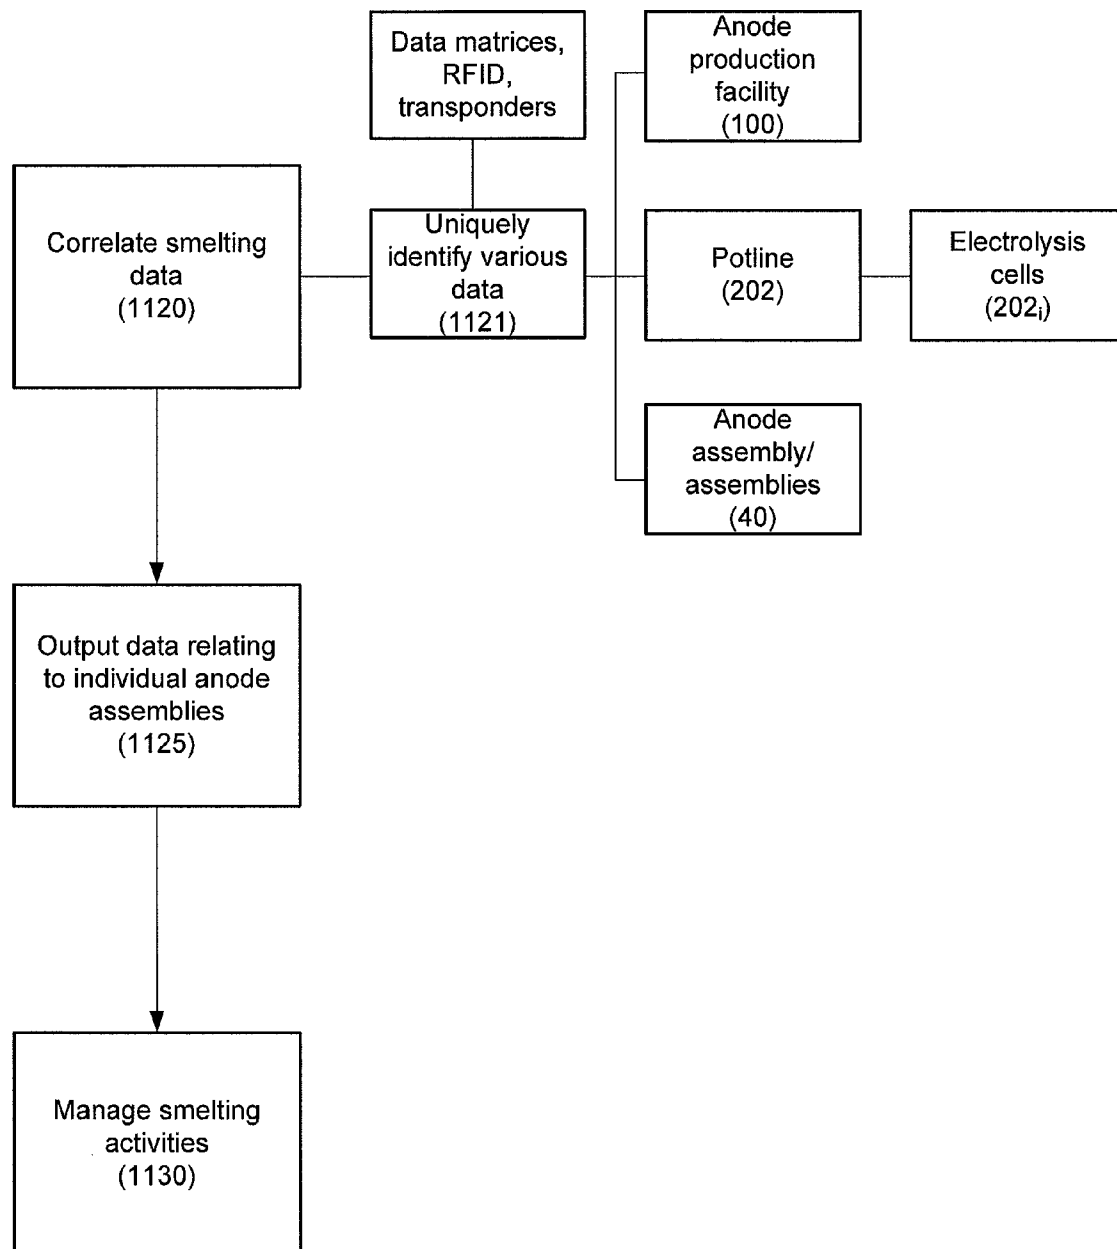 Data matrices,
RFID,
transponders
Anode
production
facility
(100)
Correlate smelting
data
(1120)
Uniquely
identify various
data
(1121)
Potline
(202)
Electrolysis
cells
(202i)
Anode
assembly/
assemblies
(40)
Output data relating
to individual anode
assemblies
(1125)
Manage smelting
activities
(1130)